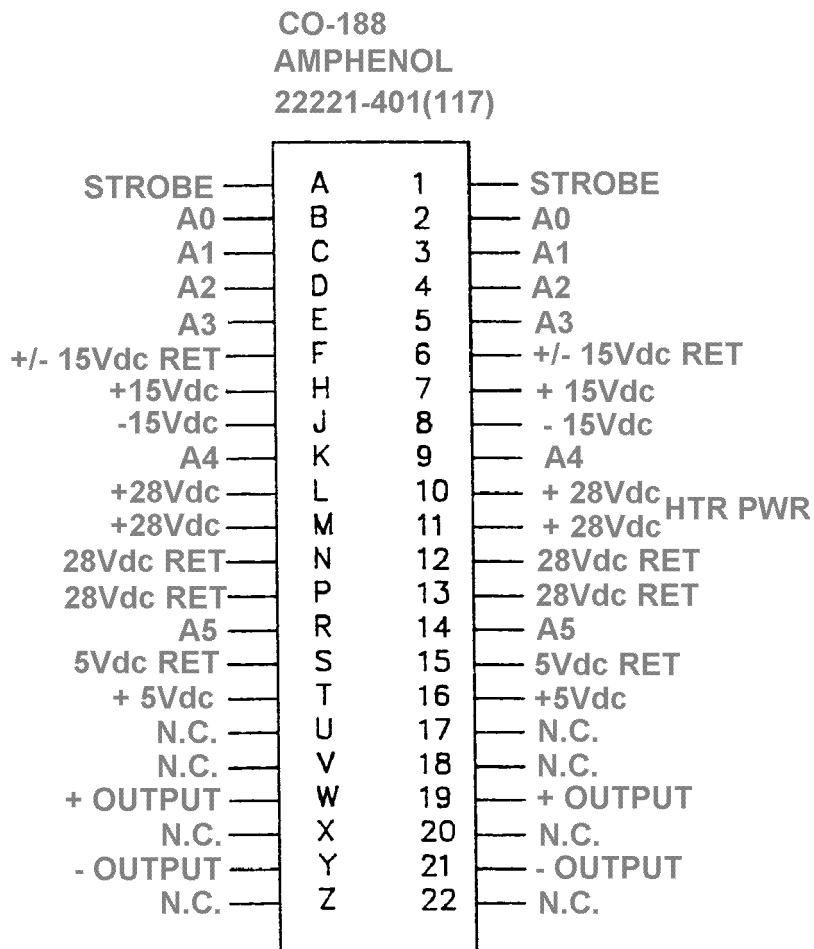 CO-188
AMPHENOL
22221-401(117)
STROBE A 1 STROBE
A0 B 2 A0
A1 C 3 A1
A2 D 4 A2
A3 E 5 A3
+/- 15Vdc RET F 6 +/- 15Vdc RET
+15Vdc H 7 + 15Vdc
-15Vdc J 8 - 15Vdc
A4 K 9 A4
+28Vdc L 10 + 28Vdc HTR PWR
+28Vdc M 11 + 28Vdc
28Vdc RET N 12 28Vdc RET
28Vdc RET P 13 28Vdc RET
A5 R 14 A5
5Vdc RET S 15 5Vdc RET
+ 5Vdc T 16 +5Vdc
N.C. U 17 N.C.
N.C. V 18 N.C.
+ OUTPUT W 19 + OUTPUT
N.C. X 20 N.C.
- OUTPUT Y 21 - OUTPUT
N.C. Z 22 N.C.